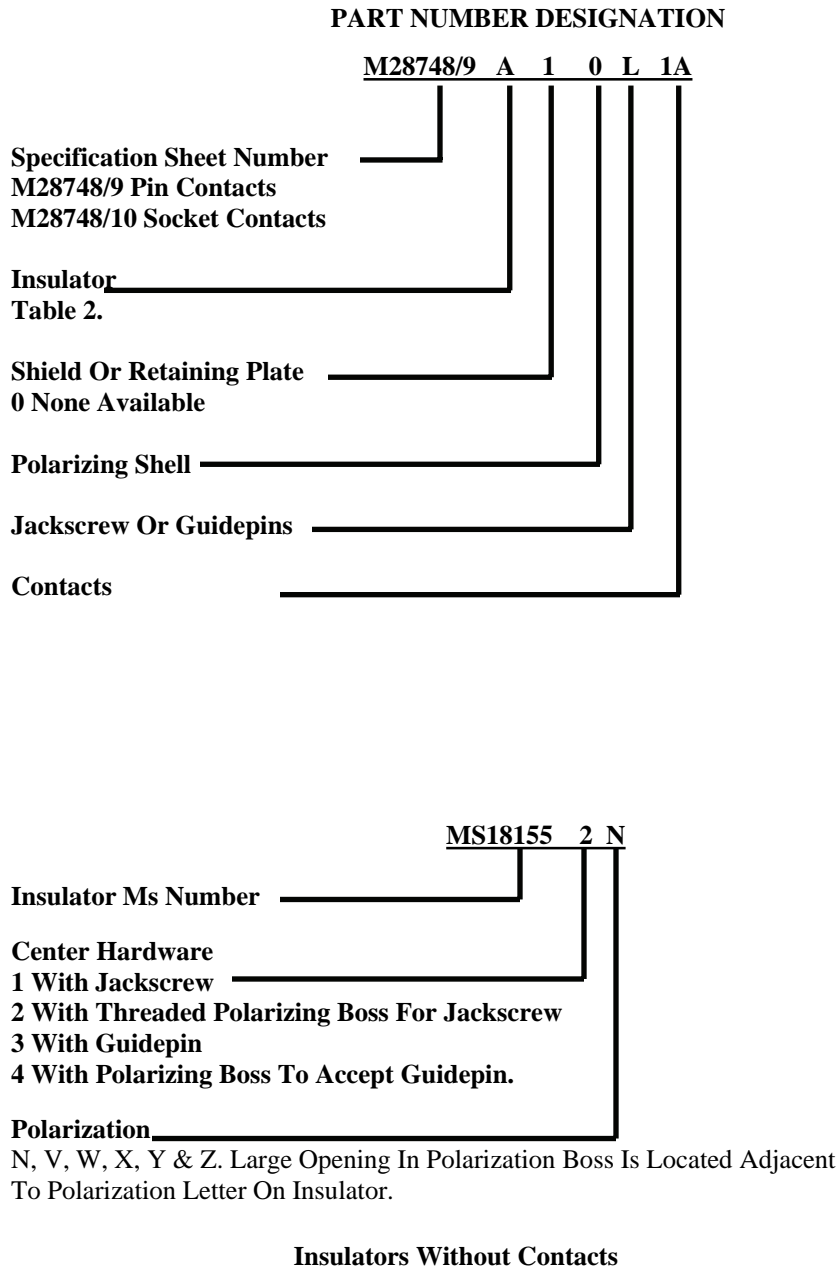 PART NUMBER DESIGNATION
M28748/9 A 1 0 L 1A
Specification Sheet Number
M28748/9 Pin Contacts
M28748/10 Socket Contacts
Insulator
Table 2.
Shield Or Retaining Plate
0 None Available
Polarizing Shell
Jackscrew Or Guidepins
Contacts
MS18155 2 N
Insulator Ms Number
Center Hardware
1 With Jackscrew
2 With Threaded Polarizing Boss For Jackscrew
3 With Guidepin
4 With Polarizing Boss To Accept Guidepin.
Polarization
N, V, W, X, Y & Z. Large Opening In Polarization Boss Is Located Adjacent
To Polarization Letter On Insulator.
Insulators Without Contacts